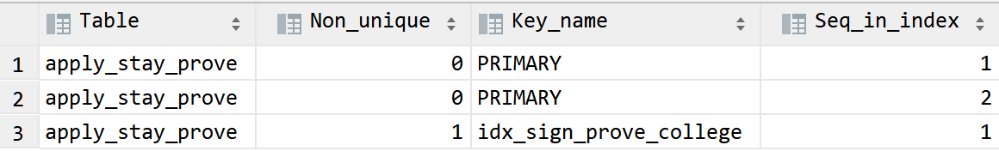 Table Non_unique Key_name Seq_in_index
1 apply_stay_prove 0 PRIMARY 1
2 apply_stay_prove 0 PRIMARY 2
3 apply_stay_prove 1 idx_sign_prove_college 1